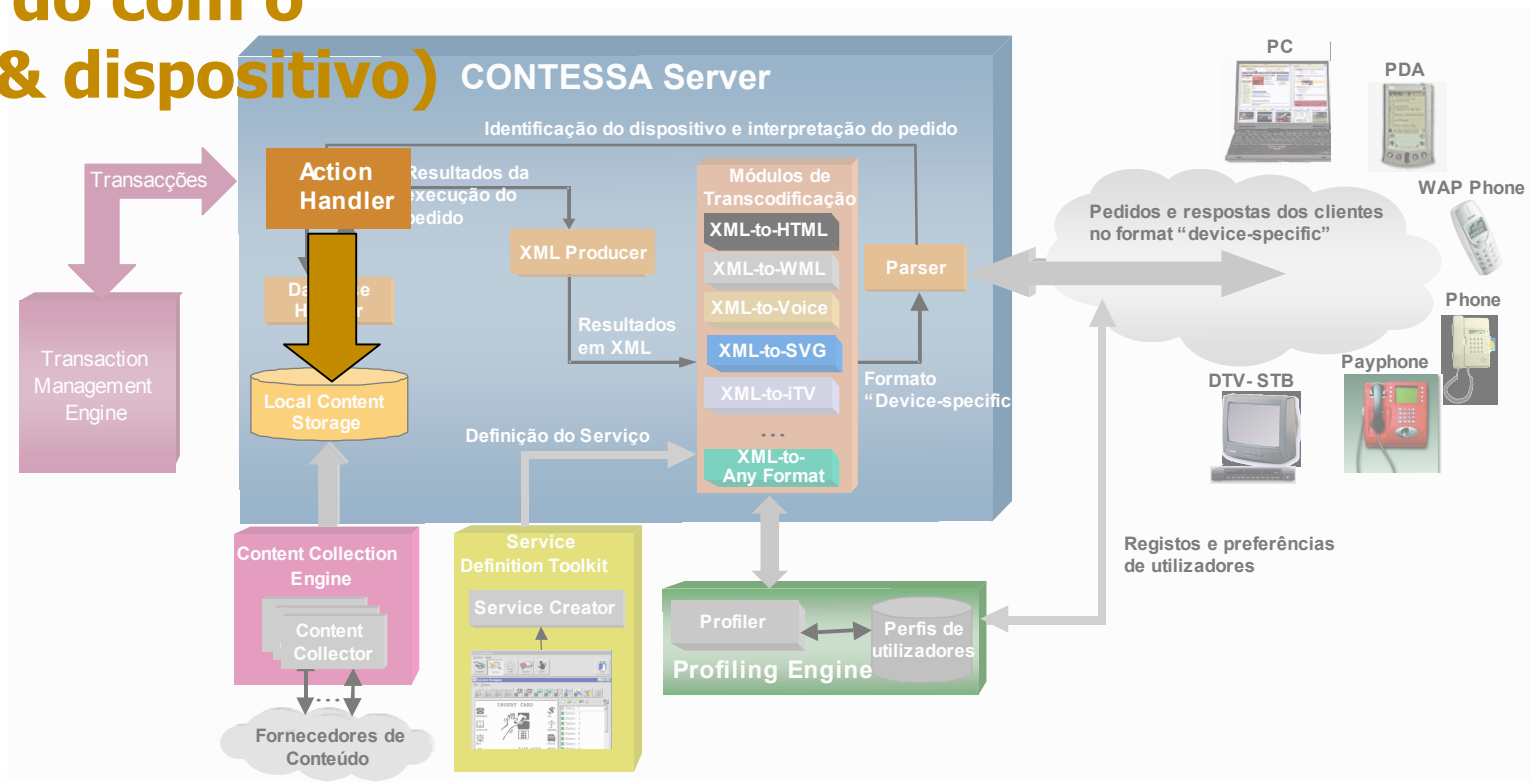 do com o
& dispositivo)
CONTESSA Server
Identificação do dispositivo e interpretação do pedido
Transacções
Action
Handler
Resultados da
execução do
pedido
XML Producer
Módulos de
Transcodificação
XML-to-HTML
XML-to-WML
XML-to-Voice
XML-to-SVG
XML-to-iTV
...
XML-to-
Any Format
Parser
Resultados
em XML
Formato
“Device-specific
Local Content
Storage
Definição do Serviço
Transaction
Management
Engine
PC
PDA
WAP Phone
Pedidos e respostas dos clientes
no format “device-specific”
Phone
Payphone
DTV- STB
Registos e preferências
de utilizadores
Content Collection
Engine
Content
Collector
...
Fornecedores de
Conteúdo
Service
Definition Toolkit
Service Creator
INSERT CARD
Profiler
Perfis de
utilizadores
Profiling Engine